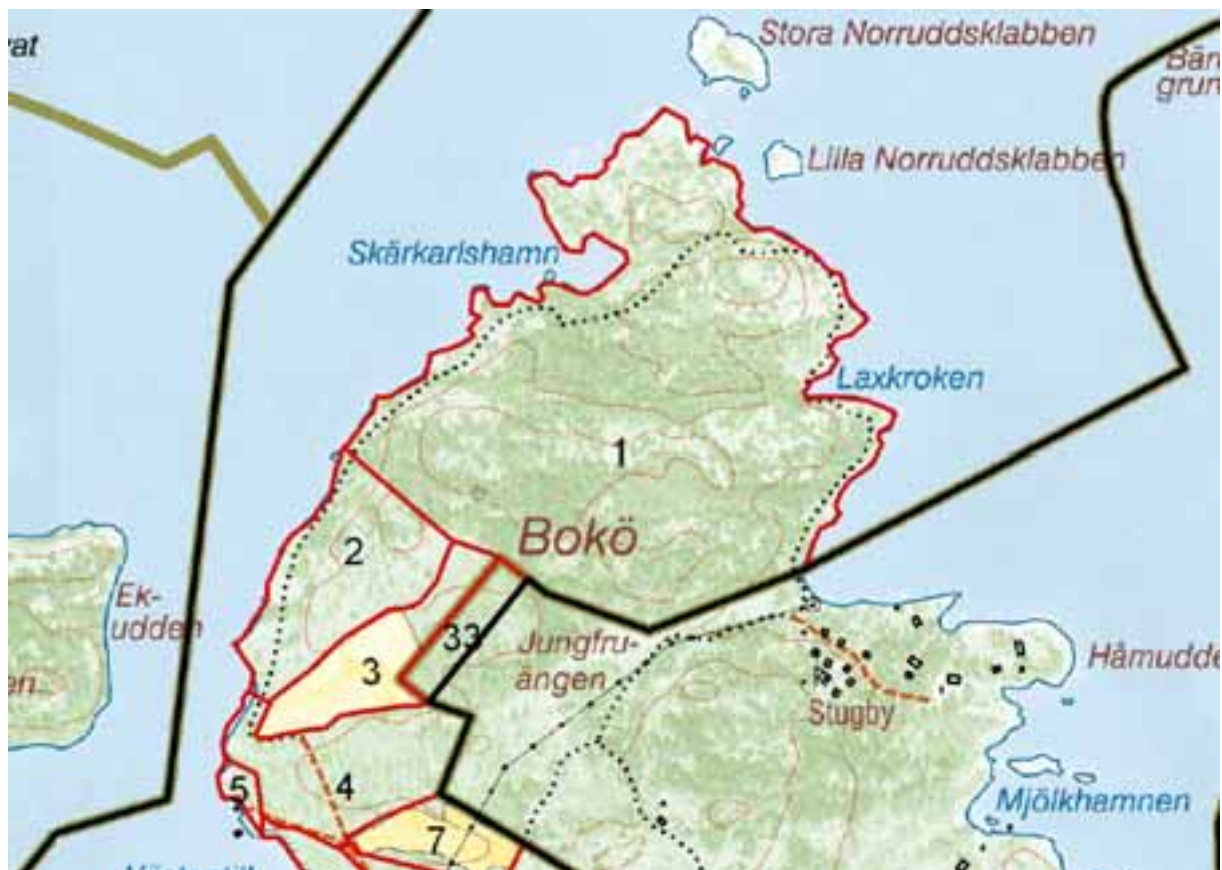 Stora Norruddsklabben
Lilla Norruddsklabben
Skärkarlshamn
Laxkroken
1
Bokö
2
Ek-
udden
33
Jungfru-
ängen
3
Håmudde
Stugby
4
5
7
Mjölkhamnen